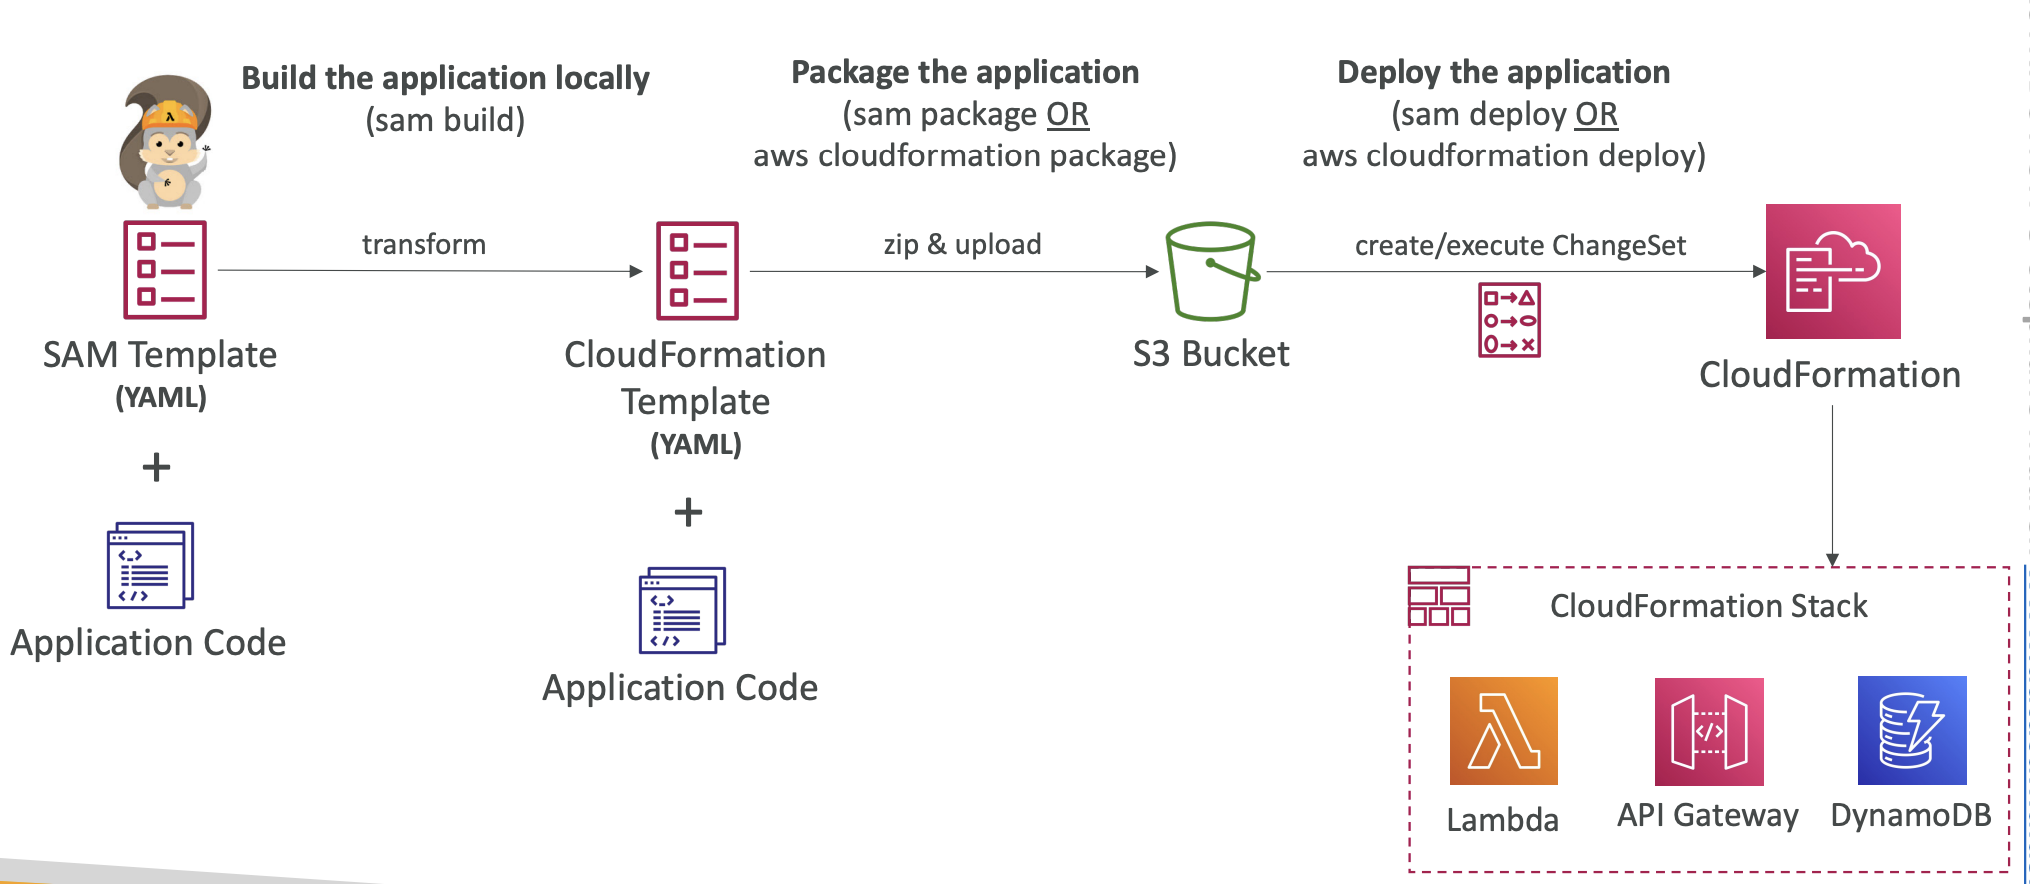 Build the application locally
(sam build)
Package the application
(sam package OR
aws cloudformation package)
Deploy the application
(sam deploy OR
aws cloudformation deploy)
λ
transform
zip & upload
create/execute ChangeSet
SAM Template
(YAML)
+
Application Code
CloudFormation
Template
(YAML)
+
Application Code
S3 Bucket
CloudFormation
CloudFormation Stack
Lambda
API Gateway
DynamoDB